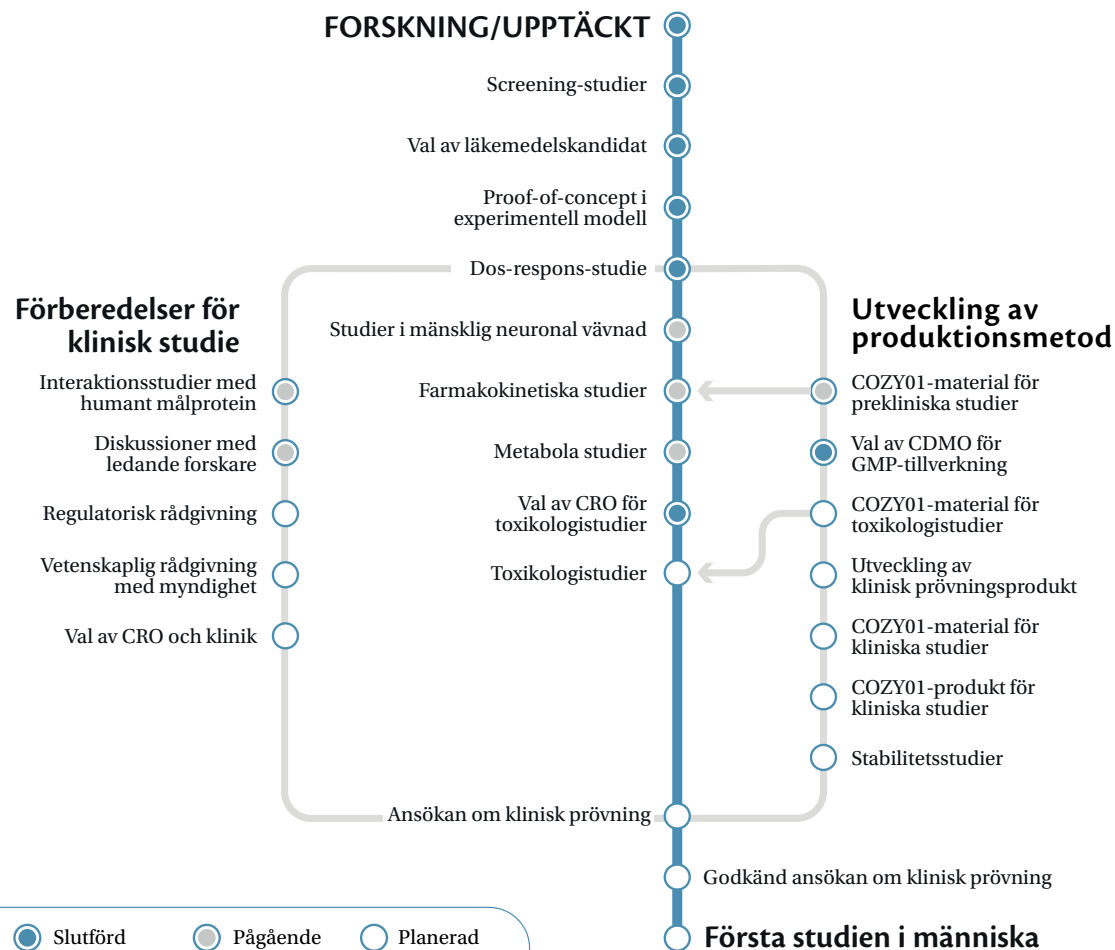 FORSKNING/UPPTÄCKT
Screening-studier
Val av läkemedelskandidat
Proof-of-concept i
experimentell modell
Dos-respons-studie
Studier i mänsklig neuronal vävnad
Farmakokinetiska studier
Metabola studier
Val av CRO för
toxikologistudier
Toxikologistudier
Förberedelser för
klinisk studie
Interaktionsstudier med
humant målprotein
Diskussioner med
ledande forskare
Regulatorisk rådgivning
Vetenskaplig rådgivning
med myndighet
Val av CRO och klinik
Utveckling av
produktionsmetod
COZY01-material för
prekliniska studier
Val av CDMO för
GMP-tillverkning
COZY01-material för
toxikologistudier
Utveckling av
klinisk prövningsprodukt
COZY01-material för
kliniska studier
COZY01-produkt för
kliniska studier
Stabilitetsstudier
Ansökan om klinisk prövning
Godkänd ansökan om klinisk prövning
Första studien i människa
Slutförd
Pågående
Planerad